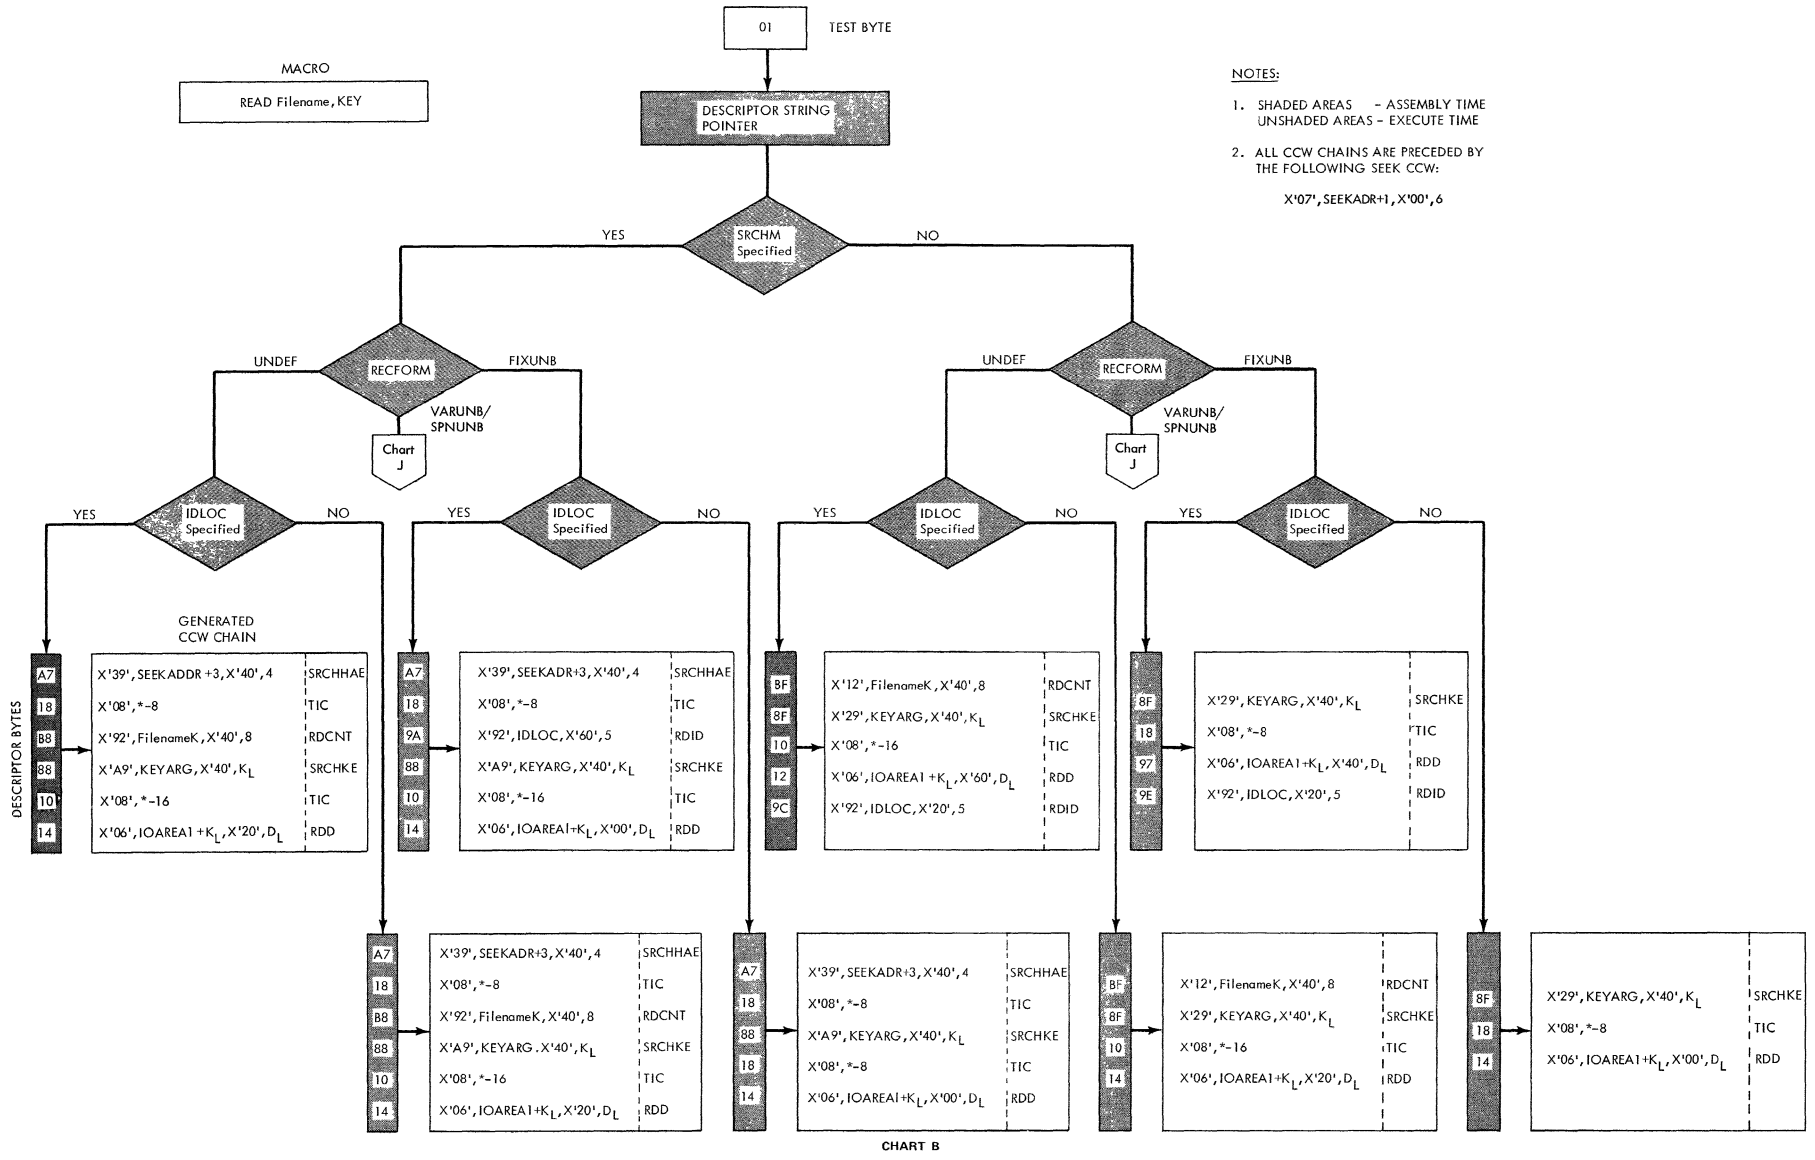 01
TEST BYTE
MACRO
READ Filename,KEY
DESCRIPTOR STRING
POINTER
NOTES:
1. SHADED AREAS - ASSEMBLY TIME
UNSHADED AREAS - EXECUTE TIME
2. ALL CCW CHAINS ARE PRECEDED BY
THE FOLLOWING SEEK CCW:
X'07',SEEKADR+1,X'00',6
YES
SRCHM
Specified
NO
UNDEF
RECFORM
FIXUNB
VARUNB/
SPNUNB
Chart
J
UNDEF
RECFORM
FIXUNB
VARUNB/
SPNUNB
Chart
J
YES
IDLOC
Specified
NO
YES
IDLOC
Specified
NO
YES
IDLOC
Specified
NO
YES
IDLOC
Specified
NO
DESCRIPTOR BYTES
GENERATED
CCW CHAIN
A7 X'39',SEEKADDR+3,X'40',4 SRCHHAE
18 X'08',*-8 TIC
B8 X'92',FilenameK,X'40',8 RDCNT
88 X'A9',KEYARG,X'40',KL SRCHKE
10 X'08',*-16 TIC
14 X'06',IOAREA1+KL,X'20',DL RDD
A7 X'39',SEEKADR+3,X'40',4 SRCHHAE
18 X'08',*-8 TIC
9A X'92',IDLOC,X'60',5 RDID
88 X'A9',KEYARG,X'40',KL SRCHKE
10 X'08',*-16 TIC
14 X'06',IOAREA1+KL,X'00',DL RDD
BF X'12',FilenameK,X'40',8 RDCNT
8F X'29',KEYARG,X'40',KL SRCHKE
10 X'08',*-16 TIC
12 X'06',IOAREA1+KL,X'60',DL RDD
9C X'92',IDLOC,X'20',5 RDID
8F X'29',KEYARG,X'40',KL SRCHKE
18 X'08',*-8 TIC
97 X'06',IOAREA1+KL,X'40',DL RDD
9E X'92',IDLOC,X'20',5 RDID
A7 X'39',SEEKADR+3,X'40',4 SRCHHAE
18 X'08',*-8 TIC
B8 X'92',FilenameK,X'40',8 RDCNT
88 X'A9',KEYARG.X'40',KL SRCHKE
10 X'08',*-16 TIC
14 X'06',IOAREA1+KL,X'20',DL RDD
A7 X'39',SEEKADR+3,X'40',4 SRCHHAE
18 X'08',*-8 TIC
88 X'A9',KEYARG,X'40',KL SRCHKE
18 X'08',*-8 TIC
14 X'06',IOAREA1+KL,X'00',DL RDD
BF X'12',FilenameK,X'40',8 RDCNT
8F X'29',KEYARG,X'40',KL SRCHKE
10 X'08',*-16 TIC
14 X'06',IOAREA1+KL,X'20',DL RDD
8F X'29',KEYARG,X'40',KL SRCHKE
18 X'08',*-8 TIC
14 X'06',IOAREA1+KL,X'00',DL RDD
CHART B